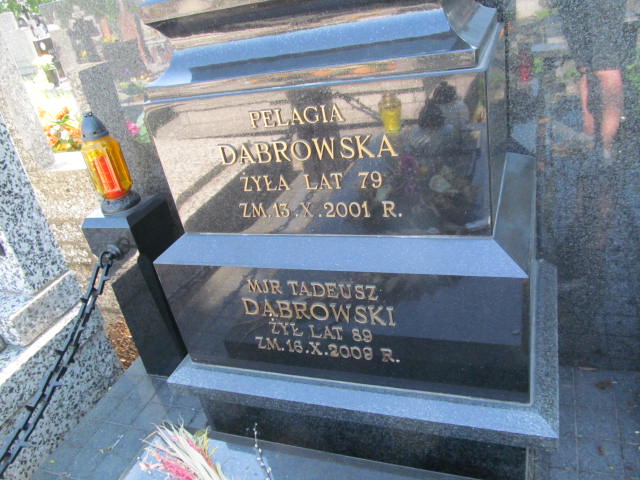 PELAGIA
DĄBROWSKA
ŻYŁA LAT 79
ZM. 13.X.2001 R.
MJR TADEUSZ
DĄBROWSKI
ŻYŁ LAT 89
ZM. 16.X.2009 R.